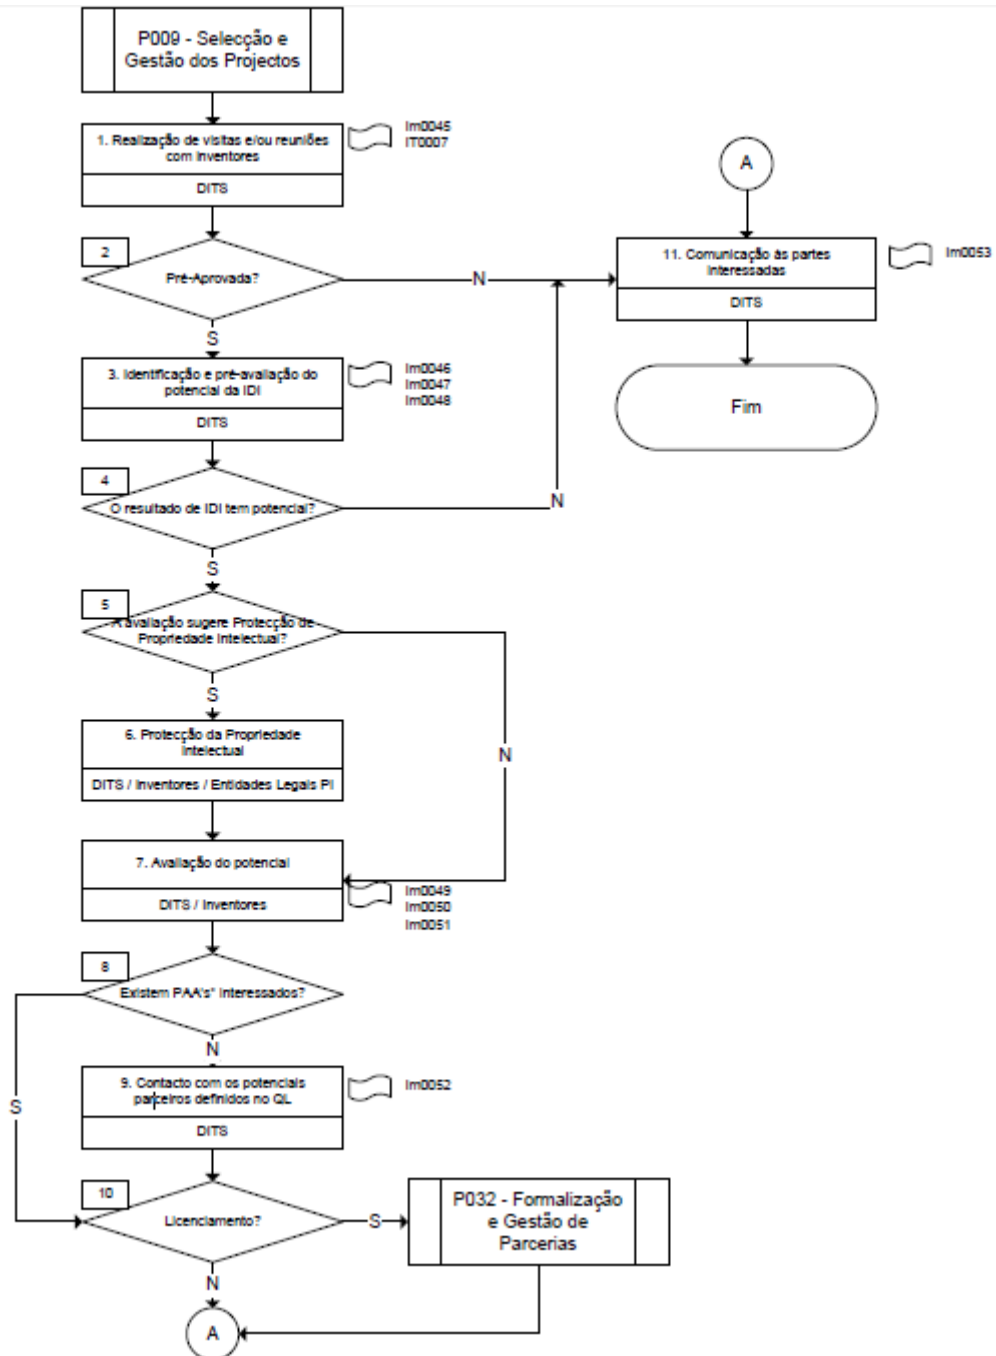 P009 - Selecção e
Gestão dos Projectos
1. Realização de visitas e/ou reuniões
com Inventores
DITS
Im0045
IT0007
2
Pré-Aprovada?
N
S
3. Identificação e pré-avaliação do
potencial da IDI
DITS
Im0046
Im0047
Im0048
4
O resultado de IDI tem potencial?
N
S
5
A avaliação sugere Protecção de
Propriedade Intelectual?
N
S
6. Protecção da Propriedade
Intelectual
DITS / Inventores / Entidades Legais PI
7. Avaliação do potencial
DITS / Inventores
Im0049
Im0050
Im0051
8
Existem PAA's" Interessados?
S
N
9. Contacto com os potenciais
parceiros definidos no QL
DITS
Im0052
10
Licenciamento?
S
N
P032 - Formalização
e Gestão de
Parcerias
A
A
11. Comunicação às partes
Interessadas
DITS
Im0053
Fim